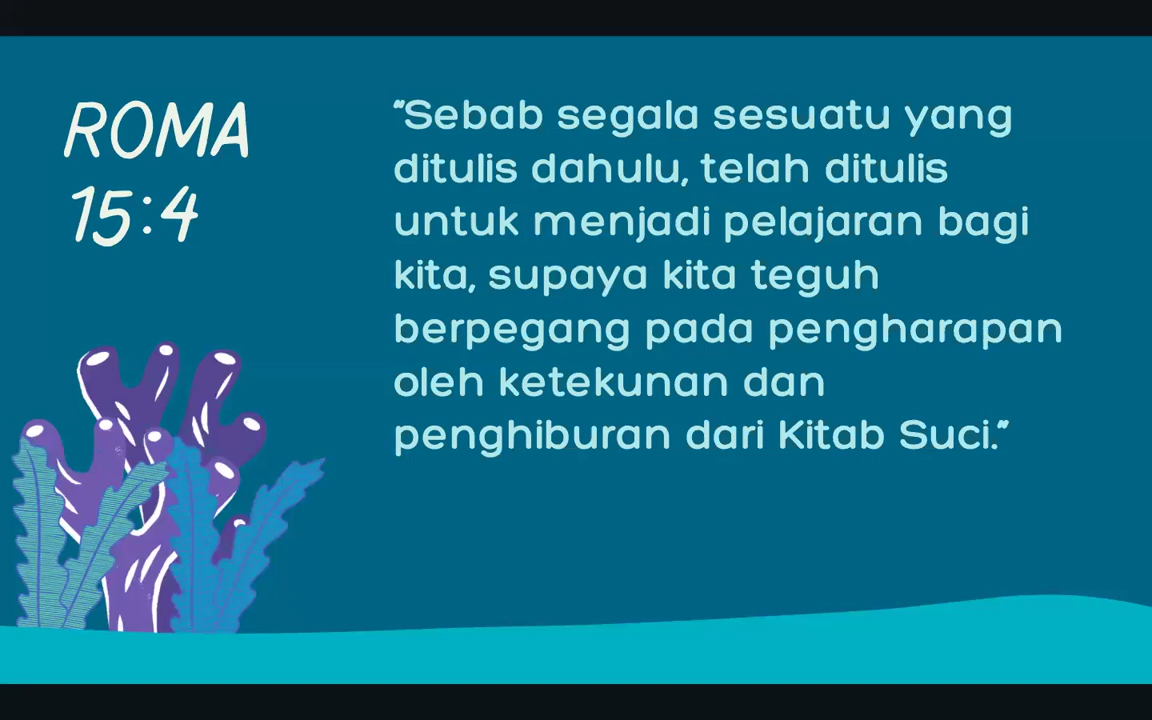 ROMA
15:4
"Sebab segala sesuatu yang
ditulis dahulu, telah ditulis
untuk menjadi pelajaran bagi
kita, supaya kita teguh
berpegang pada pengharapan
oleh ketekunan dan
penghiburan dari Kitab Suci."